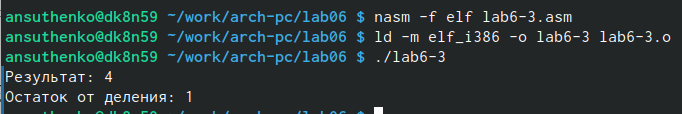 ansuthenko@dk8n59 ~/work/arch-pc/lab06 $ nasm -f elf lab6-3.asm
ansuthenko@dk8n59 ~/work/arch-pc/lab06 $ ld -m elf_i386 -o lab6-3 lab6-3.o
ansuthenko@dk8n59 ~/work/arch-pc/lab06 $ ./lab6-3
Результат: 4
Остаток от деления: 1
ansuthenko@dk8n59 ~/work/arch-pc/lab06 $